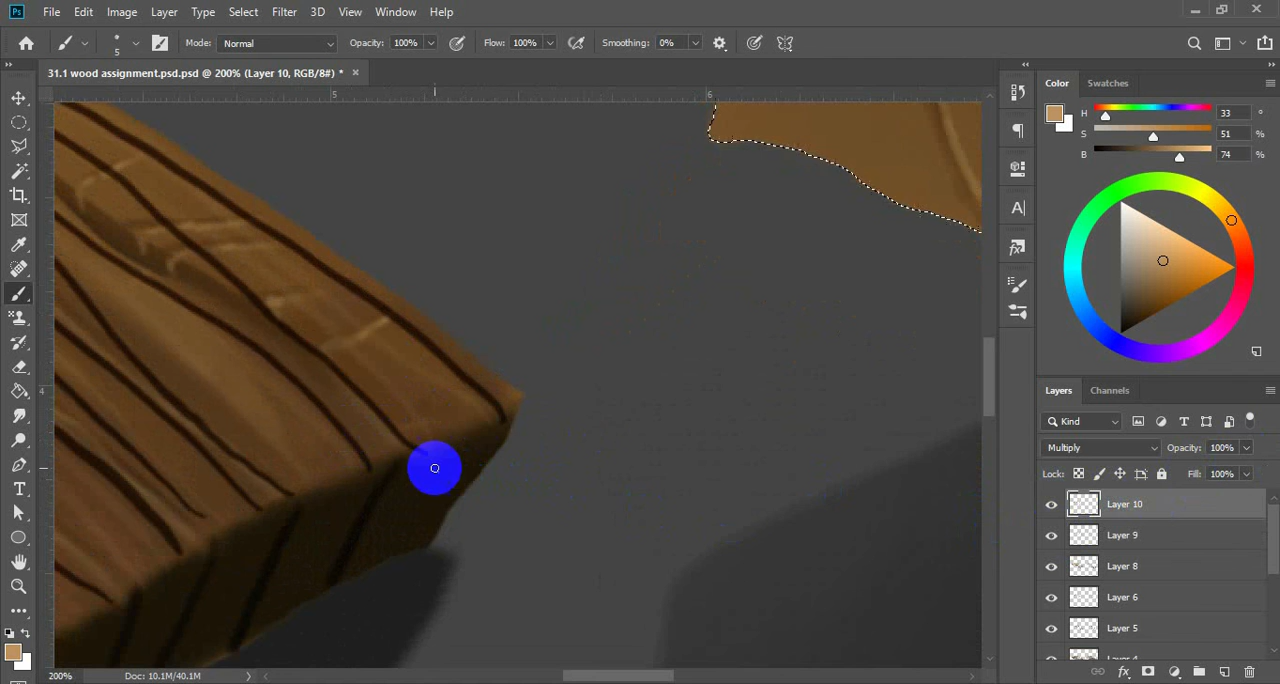 Ps File Edit Image Layer Type Select Filter 3D View Window Help
5 Mode: Normal Opacity: 100% Flow: 100% Smoothing: 0%
31.1 wood assignment.psd.psd @ 200% (Layer 10, RGB/8#) *
5 6
4
Color Swatches
H 33 °
S 51 %
B 74 %
Layers Channels
Kind
Multiply Opacity: 100%
Lock: Fill: 100%
Layer 10
Layer 9
Layer 8
Layer 6
Layer 5
200% Doc: 10.1M/40.1M